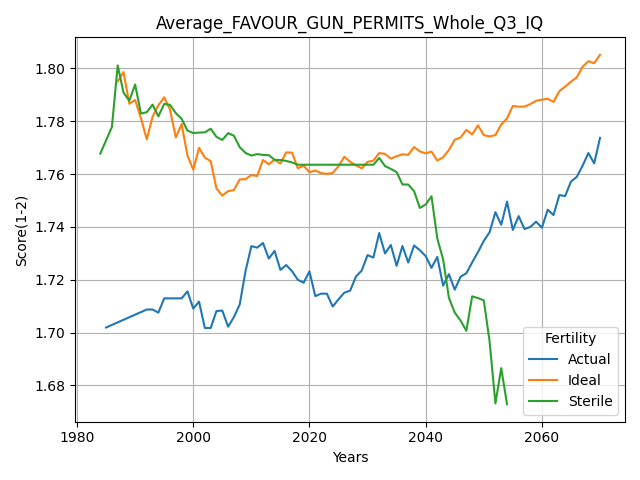 Average_FAVOUR_GUN_PERMITS_Whole_Q3_IQ
Score(1-2)
1.80
1.78
1.76
1.74
1.72
1.70
1.68
1980
2000
2020
2040
2060
Years
Fertility
Actual
Ideal
Sterile